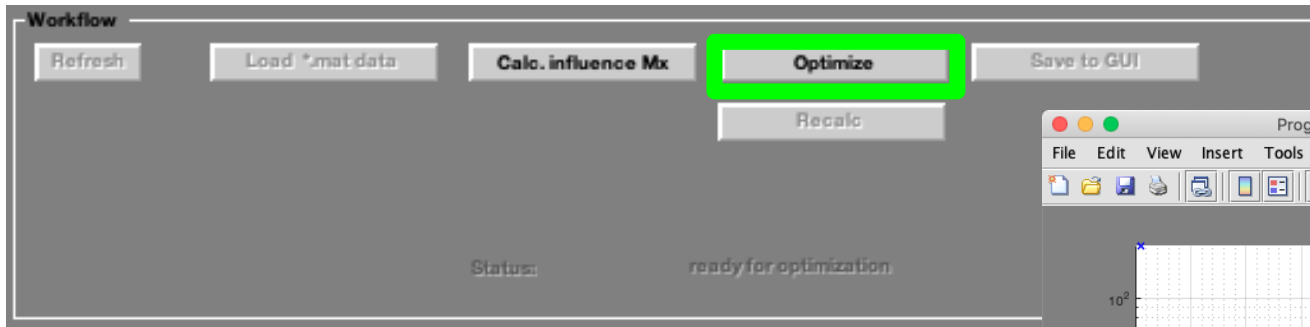 Workflow
Refresh Load *.mat data Calc. influence Mx Optimize Save to GUI
Recalc
Prog
File Edit View Insert Tools
Status: ready for optimization
10²